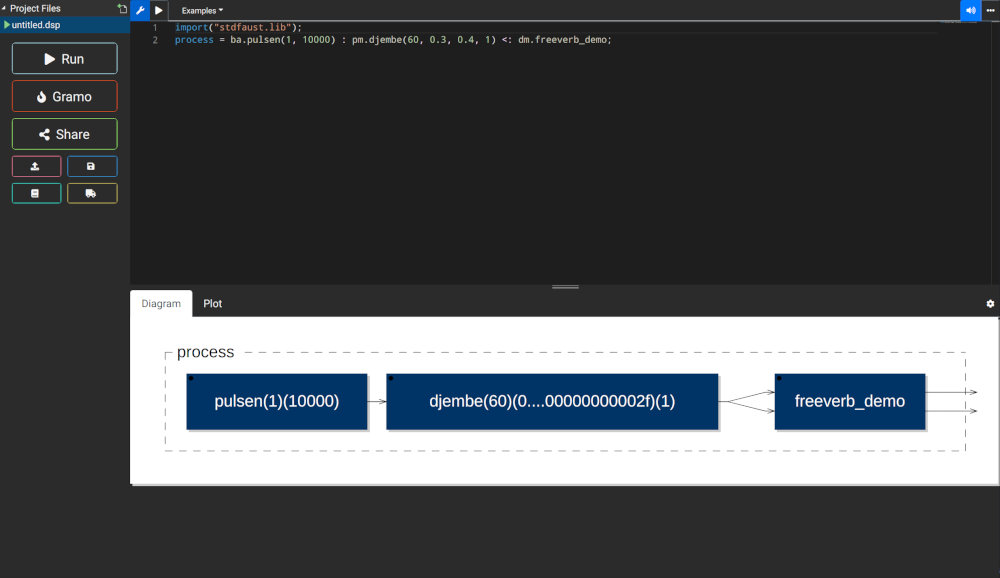 Project Files
untitled.dsp
Run
Gramo
Share
Examples
1 import("stdfaust.lib");
2 process = ba.pulsen(1, 10000) : pm.djembe(60, 0.3, 0.4, 1) <: dm.freeverb_demo;
Diagram Plot
process
pulsen(1)(10000) djembe(60)(0....00000000002f)(1) freeverb_demo